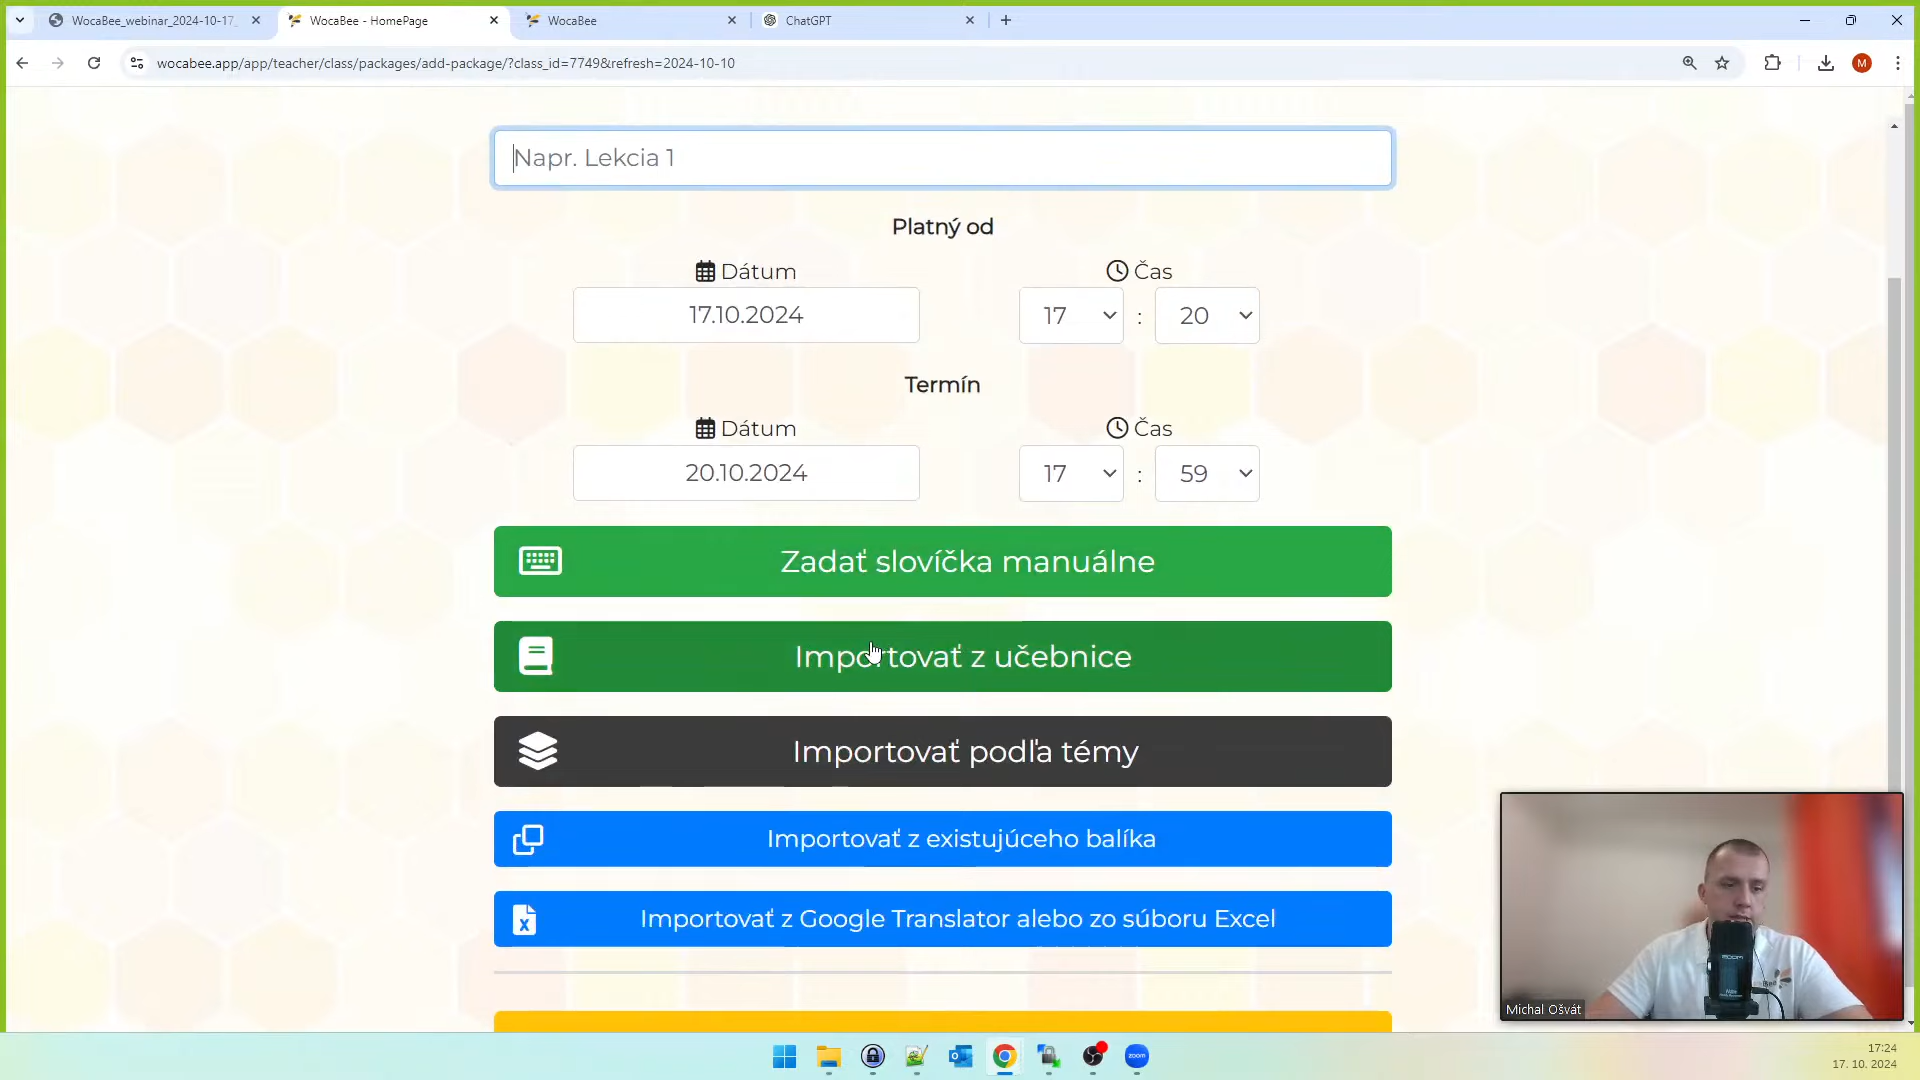 WocaBee_webinar_2024-10-17_
WocaBee - HomePage
WocaBee
ChatGPT
wocabee.app/app/teacher/class/packages/add-package/?class_id=7749&refresh=2024-10-10
M
Napr. Lekcia 1
Platný od
Dátum
Čas
17.10.2024
17
:
20
Termín
Dátum
Čas
20.10.2024
17
:
59
Zadať slovíčka manuálne
Importovať z učebnice
Importovať podľa témy
Importovať z existujúceho balíka
Importovať z Google Translator alebo zo súboru Excel
zoom
Michal Ošvát
zoom
17:24
17. 10. 2024